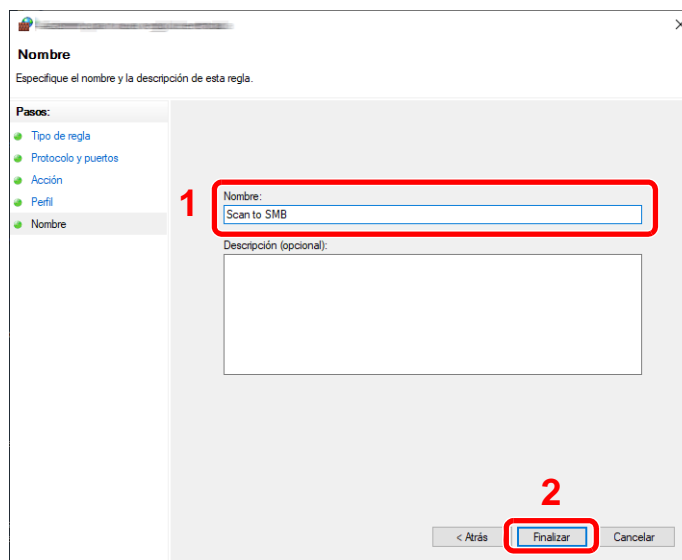 Nombre
Especifique el nombre y la descripción de esta regla.
Pasos:
Tipo de regla
Protocolo y puertos
Acción
Perfil
Nombre
1
Nombre:
Scan to SMB
Descripción (opcional):
2
< Atrás
Finalizar
Cancelar